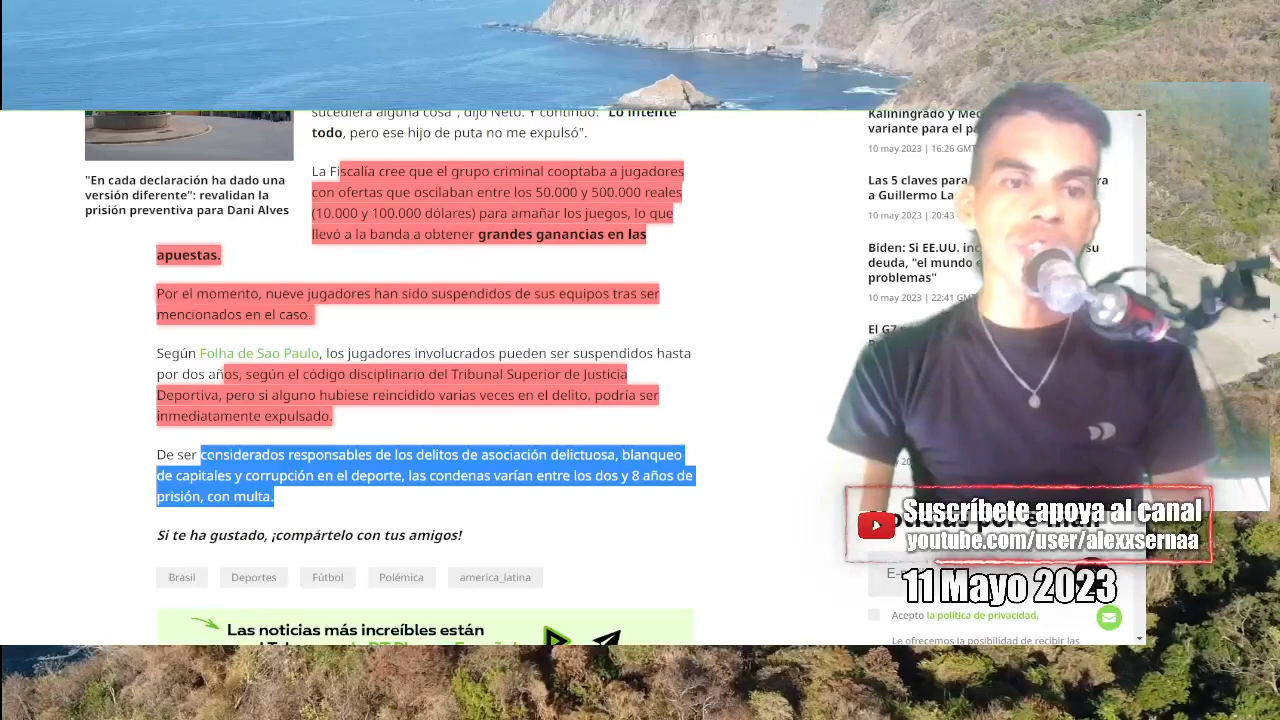 sucediera alguna cosa", dijo Neto. Y continuó: "Lo intenté
todo, pero ese hijo de puta no me expulsó".
"En cada declaración ha dado una
versión diferente": revalidan la
prisión preventiva para Dani Alves
La Fiscalía cree que el grupo criminal cooptaba a jugadores
con ofertas que oscilaban entre los 50.000 y 500.000 reales
(10.000 y 100.000 dólares) para amañar los juegos, lo que
llevó a la banda a obtener grandes ganancias en las
apuestas.
Por el momento, nueve jugadores han sido suspendidos de sus equipos tras ser
mencionados en el caso.
Según Folha de Sao Paulo, los jugadores involucrados pueden ser suspendidos hasta
por dos años, según el código disciplinario del Tribunal Superior de Justicia
Deportiva, pero si alguno hubiese reincidido varias veces en el delito, podría ser
inmediatamente expulsado.
De ser considerados responsables de los delitos de asociación delictuosa, blanqueo
de capitales y corrupción en el deporte, las condenas varían entre los dos y 8 años de
prisión, con multa.
Si te ha gustado, ¡compártelo con tus amigos!
Brasil
Deportes
Fútbol
Polémica
america_latina
Las noticias más increíbles están
Kaliningrado y
variante para el
10 may 2023 | 16:26 GMT
Las 5 claves para
a Guillermo
10 may 2023 | 20:43
Biden: Si EE.UU. su
deuda, "el mundo
problemas"
10 may 2023 | 22:41 GMT
El G7
Suscríbete apoya al canal
youtube.com/user/alexxsernaa
11 Mayo 2023
Acepto la política de privacidad.
Le ofrecemos la posibilidad de recibir las